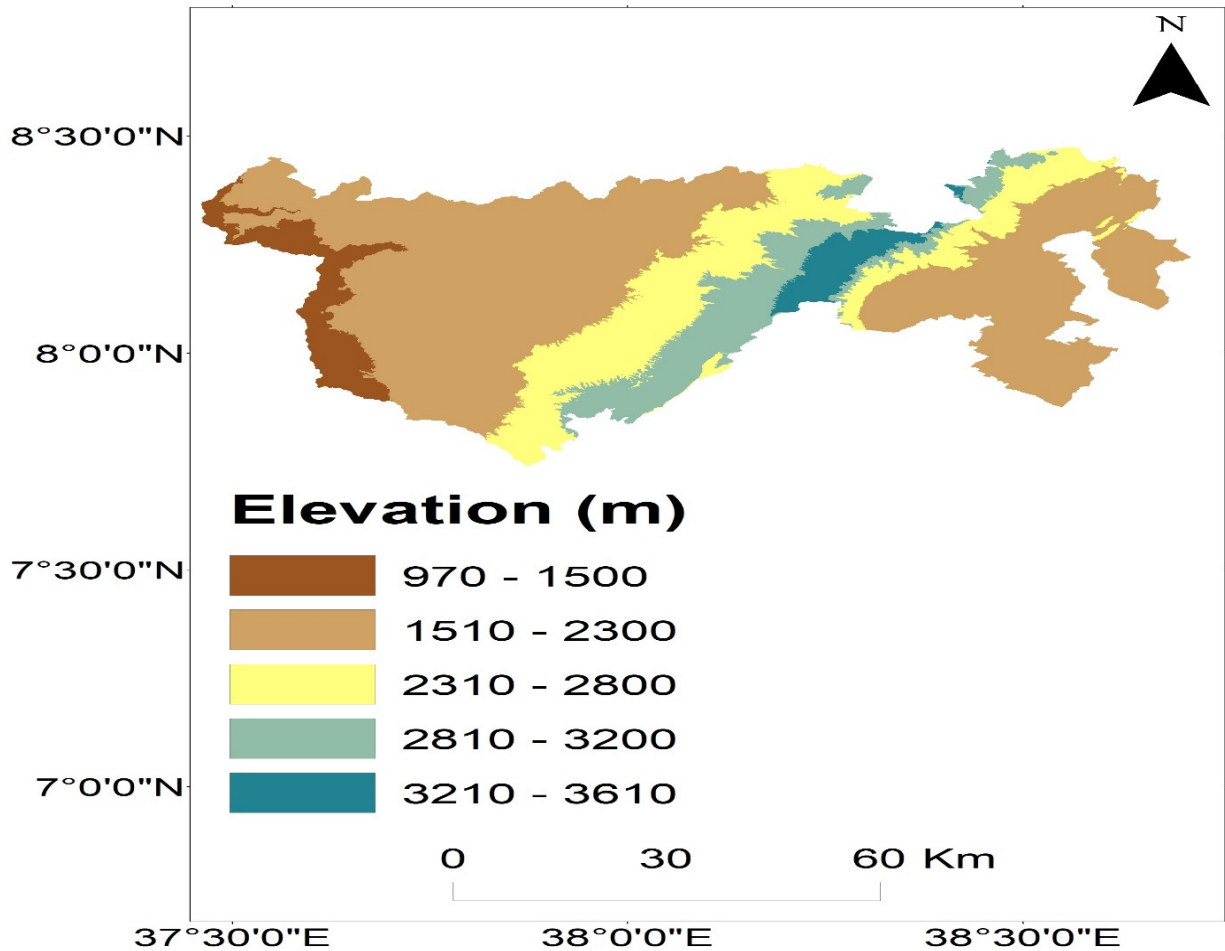 N
8°30'0"N
8°0'0"N
Elevation (m)
7°30'0"N
970 - 1500
1510 - 2300
2310 - 2800
2810 - 3200
7°0'0"N
3210 - 3610
0 30 60 Km
37°30'0"E 38°0'0"E 38°30'0"E